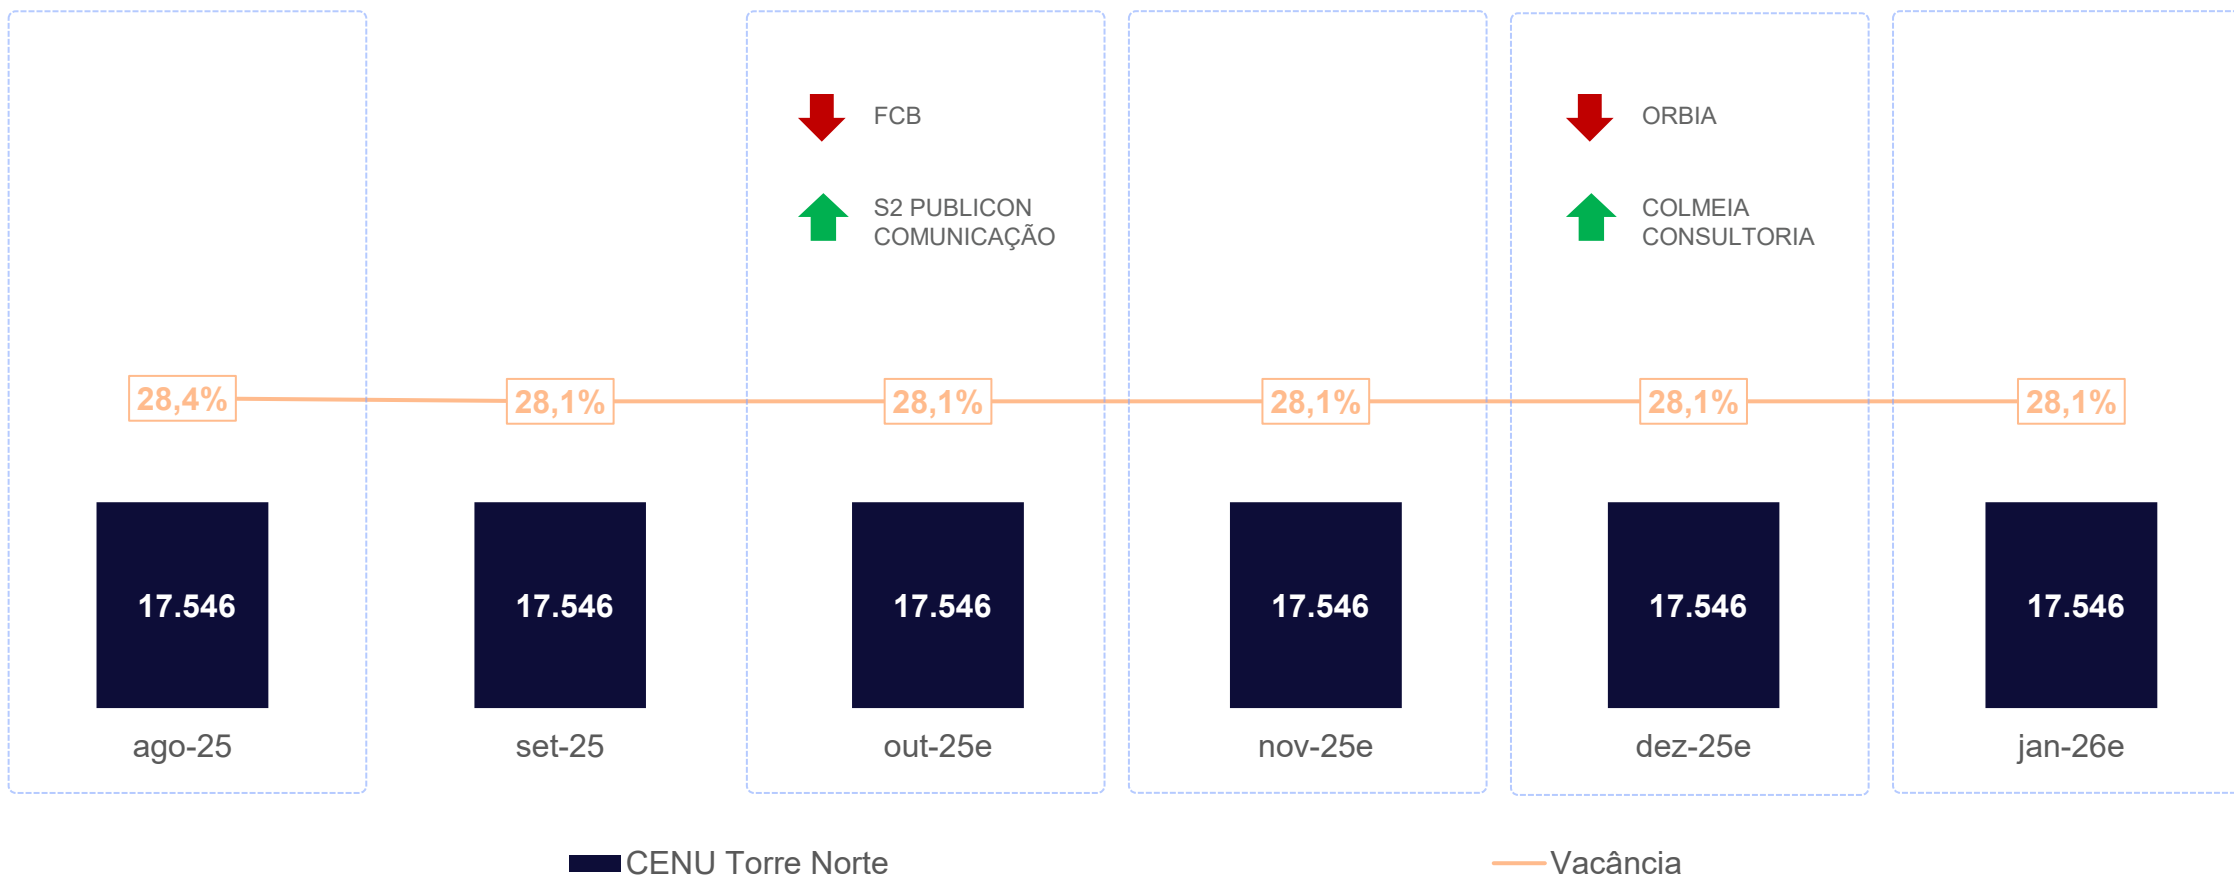 FCB
ORBIA
S2 PUBLICON
COMUNICAÇÃO
COLMEIA
CONSULTORIA
28,4%
28,1%
28,1%
28,1%
28,1%
28,1%
17.546
17.546
17.546
17.546
17.546
17.546
ago-25
set-25
out-25e
nov-25e
dez-25e
jan-26e
CENU Torre Norte
Vacância